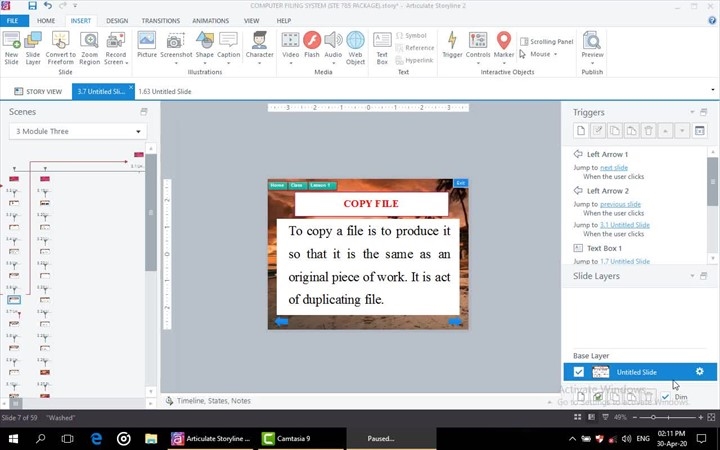 COMPUTER FILING SYSTEM (STE 785 PACKAGE).story* - Articulate Storyline 2
FILE HOME INSERT DESIGN TRANSITIONS ANIMATIONS VIEW HELP
New Slide
Slide Layer
Convert to Freeform
Zoom Region
Picture
Screenshot
Shape
Caption
Character
Video
Flash
Audio
Web Object
Text Box
Symbol
Reference
Hyperlink
Trigger
Controls
Marker
Scrolling Panel
Mouse
Preview
Slide Illustrations Media Text Interactive Objects Publish
STORY VIEW 3.7 Untitled Sli... 1.63 Untitled Slide
Scenes
3 Module Three
Home Class Lesson 1 Exit
COPY FILE
To copy a file is to produce it
so that it is the same as an
original piece of work. It is act
of duplicating file.
Timeline, States, Notes
Triggers
Left Arrow 1
Jump to next slide
When the user clicks
Left Arrow 2
Jump to previous slide
When the user clicks
Jump to 3.1 Untitled Slide
When the user clicks
Text Box 1
Jump to 1.7 Untitled Slide
Slide Layers
Base Layer
Untitled Slide
Activate Windows
Go to Settings to activate Windows.
Dim
Slide 7 of 59 "Washed" 49%
Articulate Storyline ... Camtasia 9 Paused...
ENG
02:11 PM
30-Apr-20